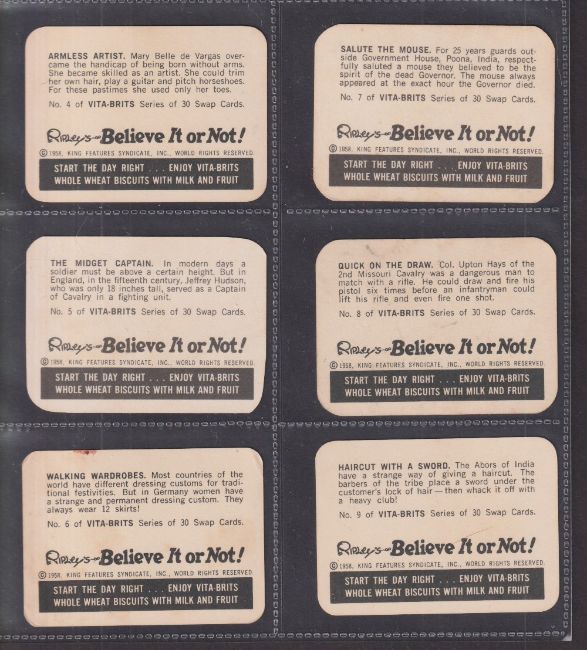 ARMLESS ARTIST. Mary Belle de Vargas over-
came the handicap of being born without arms.
She became skilled as an artist. She could trim
her own hair, play a guitar and pitch horseshoes.
For these pastimes she used only her toes.
No. 4 of VITA-BRITS Series of 30 Swap Cards.
Ripley's—Believe It or Not!
© 1958, KING FEATURES SYNDICATE, INC., WORLD RIGHTS RESERVED.
START THE DAY RIGHT . . . ENJOY VITA-BRITS
WHOLE WHEAT BISCUITS WITH MILK AND FRUIT
SALUTE THE MOUSE. For 25 years guards out-
side Government House, Poona, India, respect-
fully saluted a mouse they believed to be the
spirit of the dead Governor. The mouse always
appeared at the exact hour the Governor died.
No. 7 of VITA-BRITS Series of 30 Swap Cards.
Ripley's—Believe It or Not!
© 1958, KING FEATURES SYNDICATE, INC., WORLD RIGHTS RESERVED
START THE DAY RIGHT . . . ENJOY VITA-BRITS
WHOLE WHEAT BISCUITS WITH MILK AND FRUIT
THE MIDGET CAPTAIN. In modern days a
soldier must be above a certain height. But in
England, in the fifteenth century, Jeffrey Hudson,
who was only 18 inches tall, served as a Captain
of Cavalry in a fighting unit.
No. 5 of VITA-BRITS Series of 30 Swap Cards.
Ripley's—Believe It or Not!
© 1958, KING FEATURES SYNDICATE, INC., WORLD RIGHTS RESERVED.
START THE DAY RIGHT . . . ENJOY VITA-BRITS
WHOLE WHEAT BISCUITS WITH MILK AND FRUIT
QUICK ON THE DRAW. Col. Upton Hays of the
2nd Missouri Cavalry was a dangerous man to
match with a rifle. He could draw and fire his
pistol six times before an infantryman could
lift his rifle and even fire one shot.
No. 8 of VITA-BRITS Series of 30 Swap Cards.
Ripley's—Believe It or Not!
© 1958, KING FEATURES SYNDICATE, INC., WORLD RIGHTS RESERVED
START THE DAY RIGHT . . . ENJOY VITA-BRITS
WHOLE WHEAT BISCUITS WITH MILK AND FRUIT
WALKING WARDROBES. Most countries of the
world have different dressing customs for tradi-
tional festivities. But in Germany women have
a strange and permanent dressing custom. They
always wear 12 skirts!
No. 6 of VITA-BRITS Series of 30 Swap Cards.
Ripley's—Believe It or Not!
© 1958, KING FEATURES SYNDICATE, INC., WORLD RIGHTS RESERVED.
START THE DAY RIGHT . . . ENJOY VITA-BRITS
WHOLE WHEAT BISCUITS WITH MILK AND FRUIT
HAIRCUT WITH A SWORD. The Abors of India
have a strange way of giving a haircut. The
barbers of the tribe place a sword under the
customer's lock of hair — then whack it off with
a heavy club!
No. 9 of VITA-BRITS Series of 30 Swap Cards.
Ripley's—Believe It or Not!
© 1958, KING FEATURES SYNDICATE, INC., WORLD RIGHTS RESERVED
START THE DAY RIGHT . . . ENJOY VITA-BRITS
WHOLE WHEAT BISCUITS WITH MILK AND FRUIT